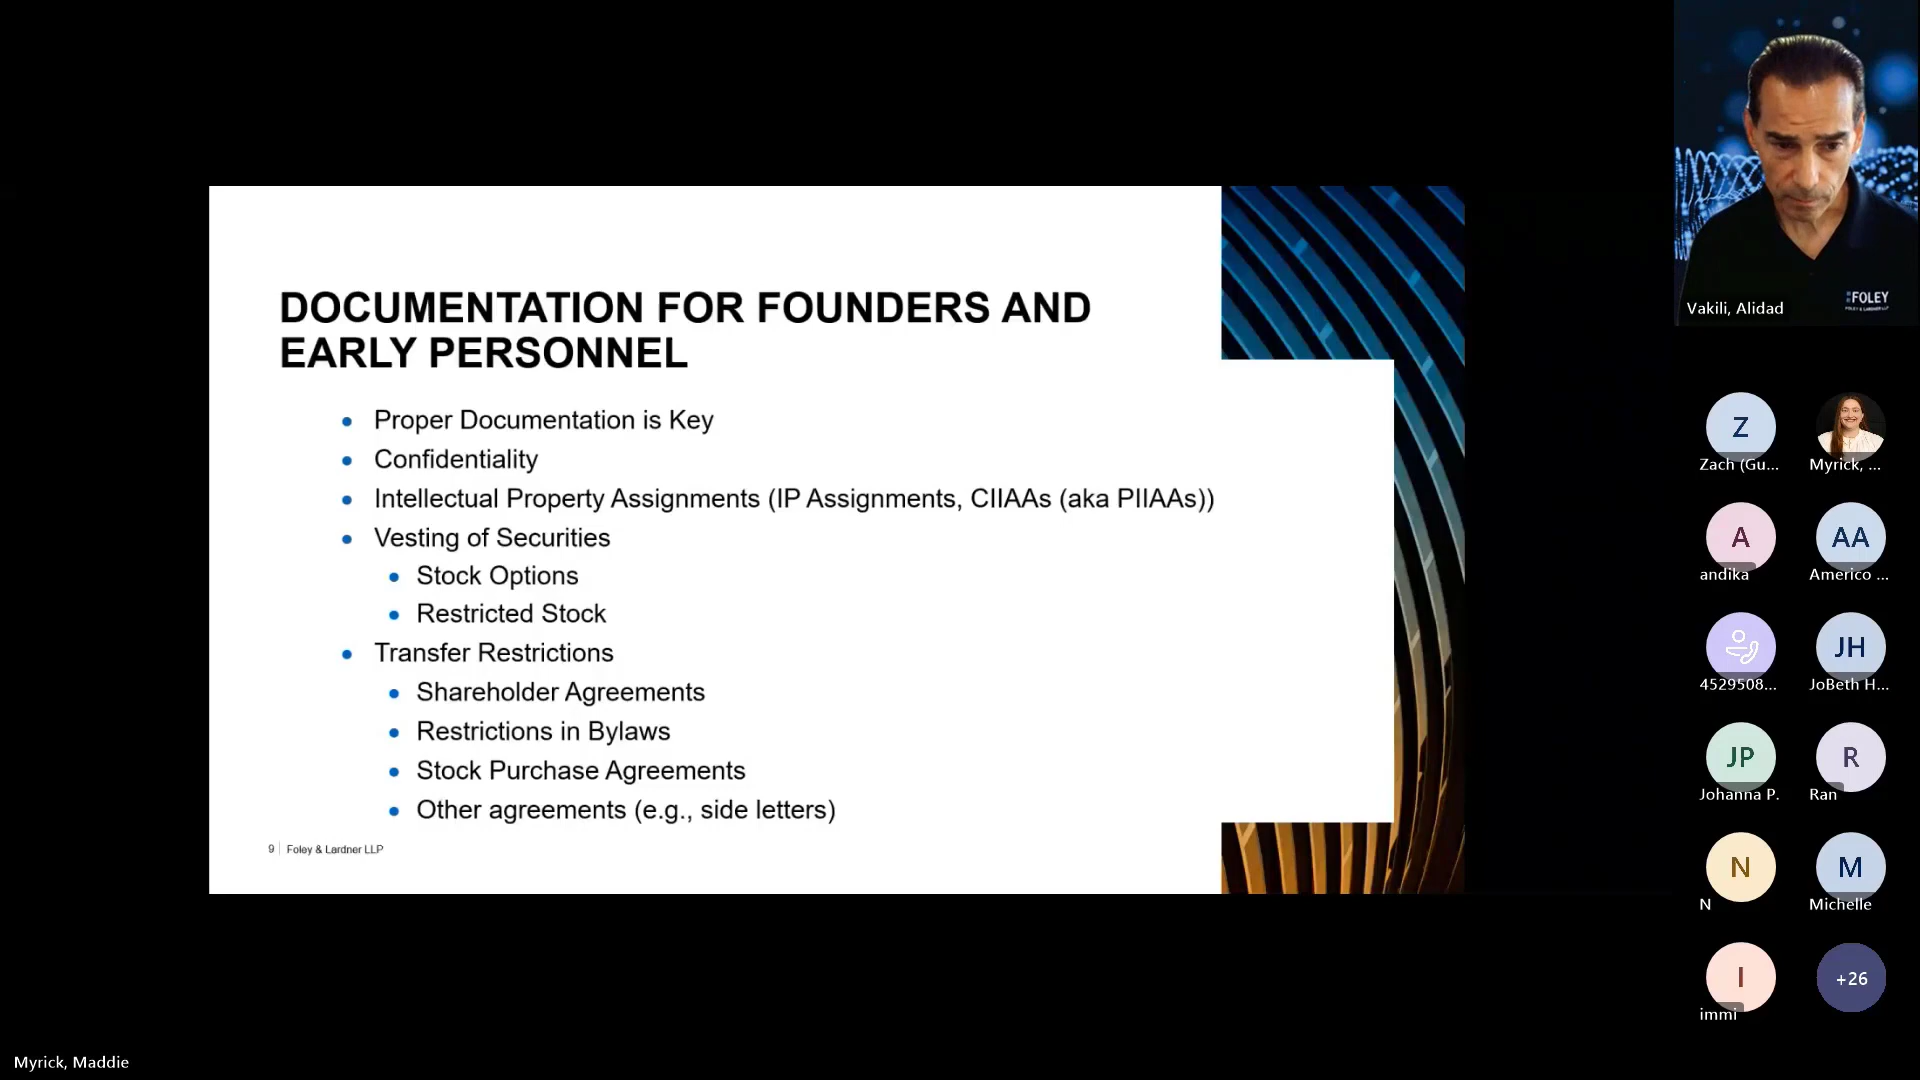 DOCUMENTATION FOR FOUNDERS AND
EARLY PERSONNEL
• Proper Documentation is Key
• Confidentiality
• Intellectual Property Assignments (IP Assignments, CIIAAs (aka PIIAAs))
• Vesting of Securities
• Stock Options
• Restricted Stock
• Transfer Restrictions
• Shareholder Agreements
• Restrictions in Bylaws
• Stock Purchase Agreements
• Other agreements (e.g., side letters)
9 | Foley & Lardner LLP
FOLEY
FOLEY & LARDNER LLP
Vakili, Alidad
Z
Zach (Gu...
Myrick, ...
A
andika
AA
Americo ...
4529508...
JH
JoBeth H...
JP
Johanna P.
R
Ran
N
N
M
Michelle
I
immi
+26
Myrick, Maddie